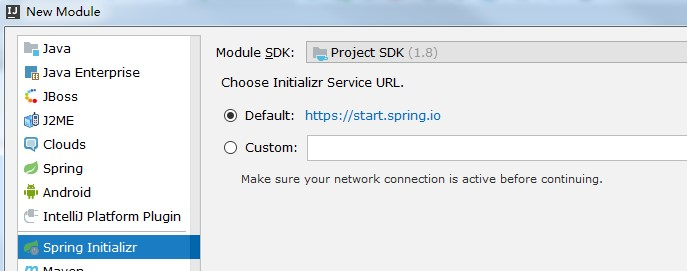 New Module
Java
Java Enterprise
JBoss
J2ME
Clouds
Spring
Android
IntelliJ Platform Plugin
Spring Initializr
Maven
Module SDK: Project SDK (1.8)
Choose Initializr Service URL.
Default: https://start.spring.io
Custom:
Make sure your network connection is active before continuing.